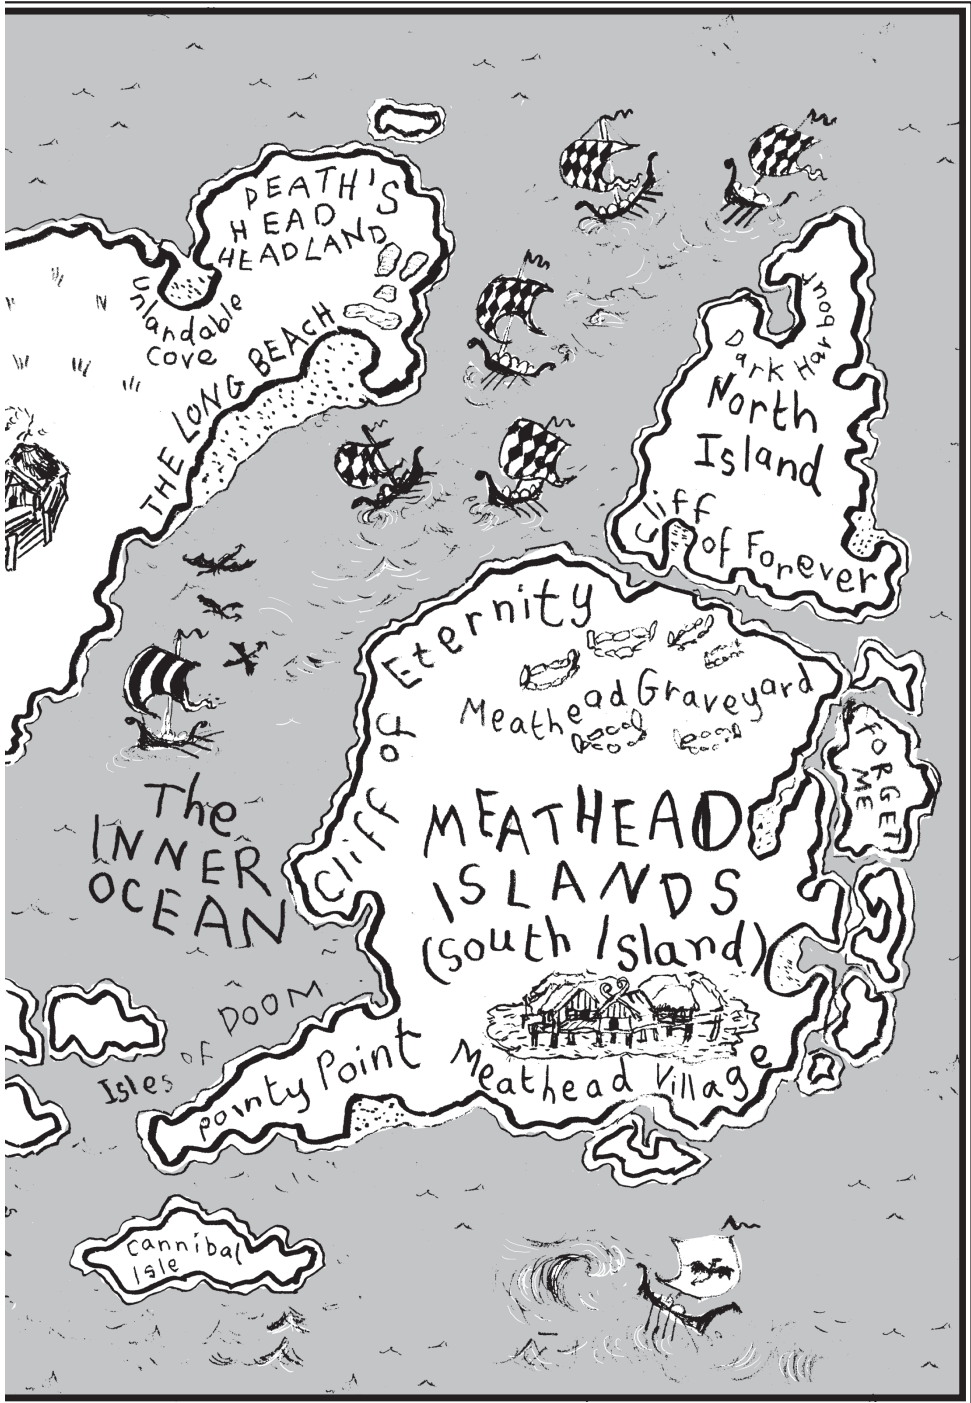 DEATH'S
HEAD
HEADLAND
Unlandable
Cove
THE LONG BEACH
Dark Harbour
North
Island
Cliff
of Forever
Cliff of Eternity
Meathead Graveyard
FORGET
ME
The
INNER
OCEAN
MEATHEAD
ISLANDS
(South Island)
Isles of DOOM
Pointy Point
Meathead Village
Cannibal
Isle